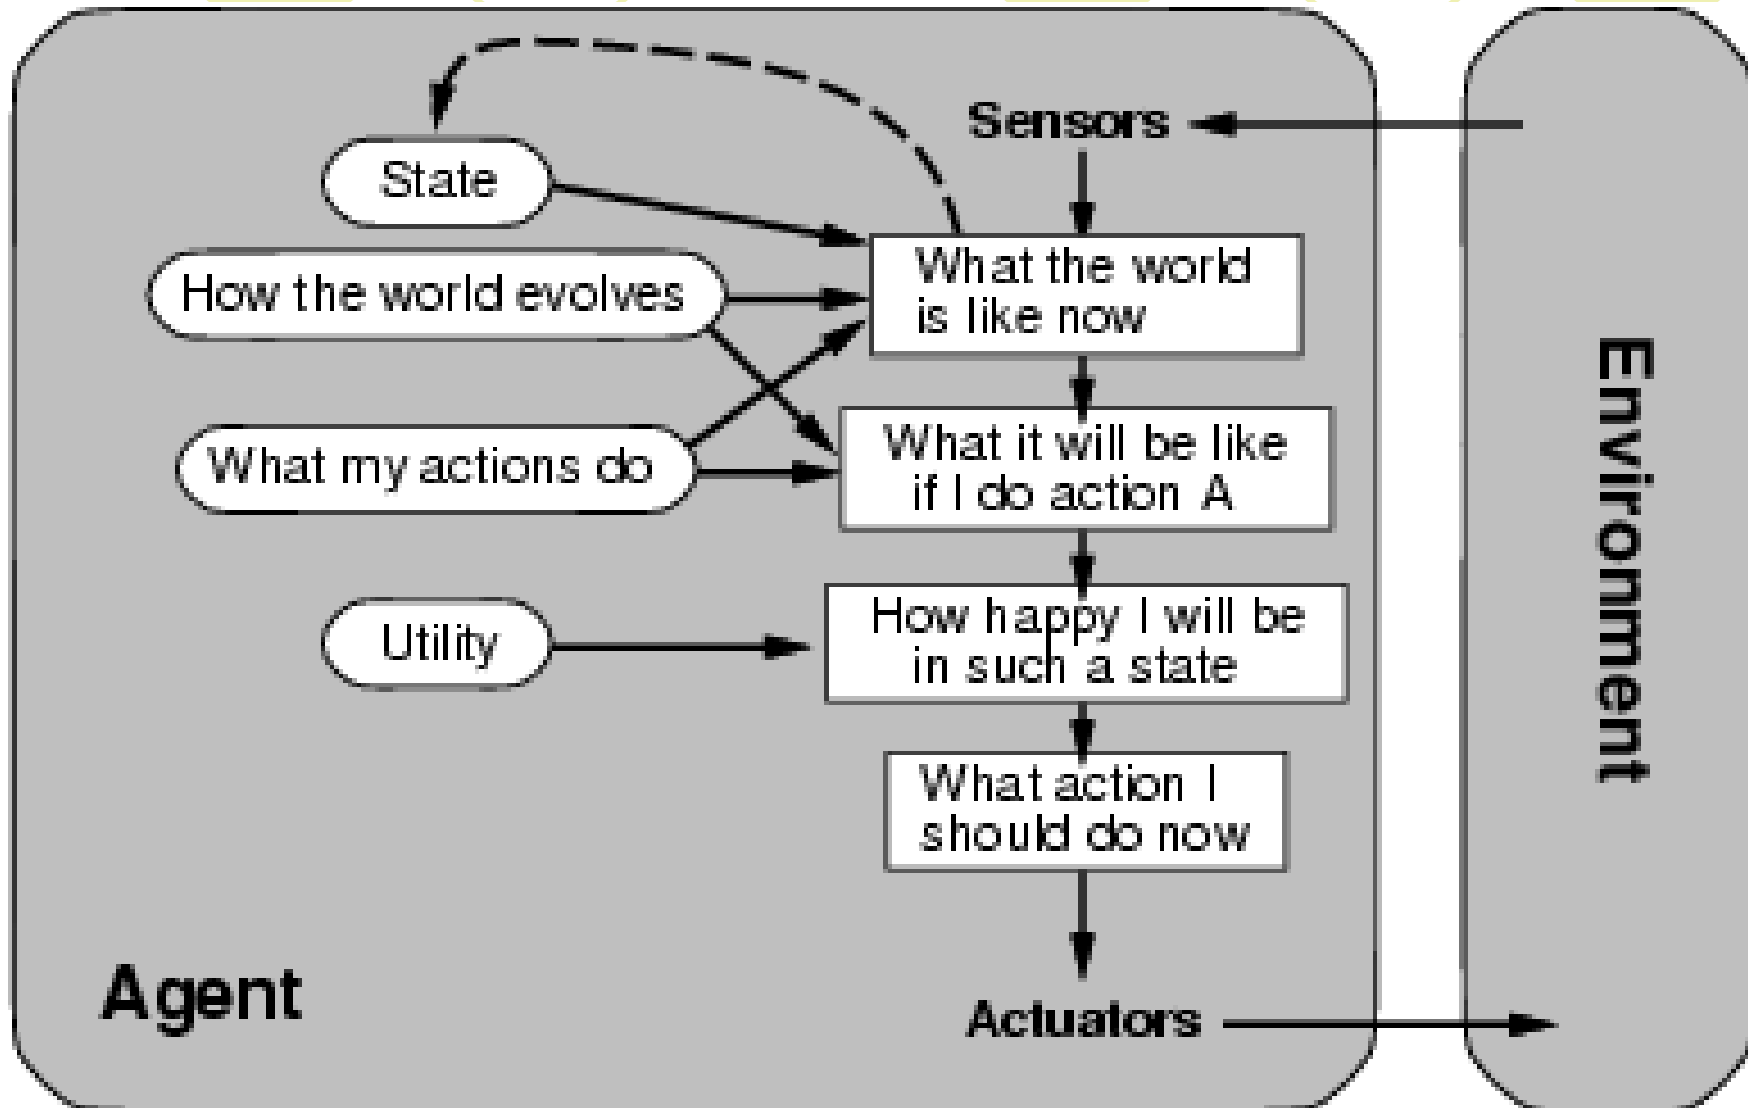 Sensors
State
What the world
is like now
How the world evolves
What my actions do
What it will be like
if I do action A
Utility
How happy I will be
in such a state
What action I
should do now
Agent
Actuators
Environment